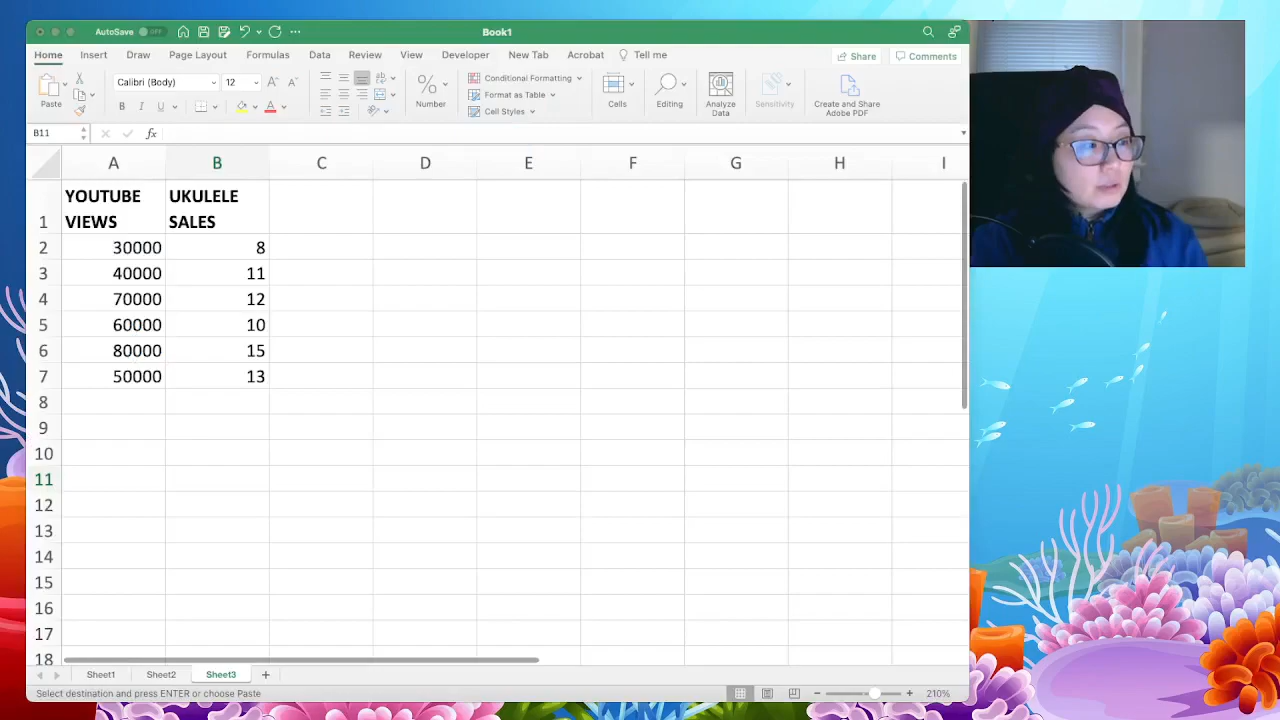 AutoSave OFF Book1
Home Insert Draw Page Layout Formulas Data Review View Developer New Tab Acrobat Tell me Share Comments
Paste Calibri (Body) 12 A A Conditional Formatting Format as Table Cell Styles
B I U A % Number Cells Editing Analyze Data Sensitivity Create and Share Adobe PDF
B11 fx
A B C D E F G H I
1 YOUTUBE VIEWS UKULELE SALES
2 30000 8
3 40000 11
4 70000 12
5 60000 10
6 80000 15
7 50000 13
8
9
10
11
12
13
14
15
16
17
18
Sheet1 Sheet2 Sheet3 +
Select destination and press ENTER or choose Paste 210%